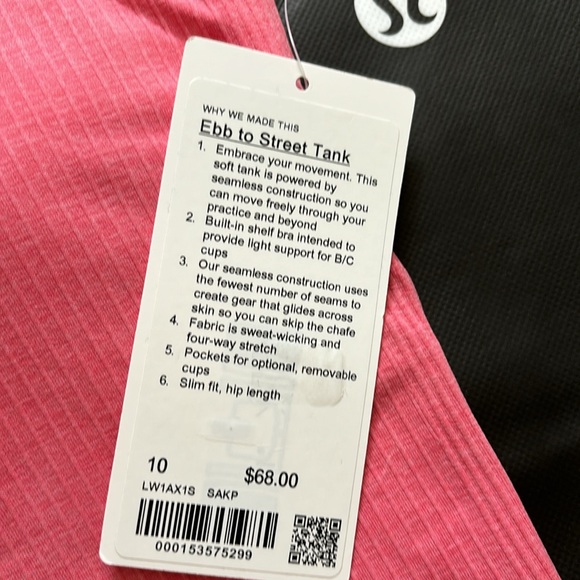 WHY WE MADE THIS
Ebb to Street Tank
1. Embrace your movement. This
soft tank is powered by
seamless construction so you
can move freely through your
practice and beyond
2. Built-in shelf bra intended to
provide light support for B/C
cups
3. Our seamless construction uses
the fewest number of seams to
create gear that glides across
skin so you can skip the chafe
4. Fabric is sweat-wicking and
four-way stretch
5. Pockets for optional, removable
cups
6. Slim fit, hip length
10 $68.00
LW1AX1S SAKP
000153575299